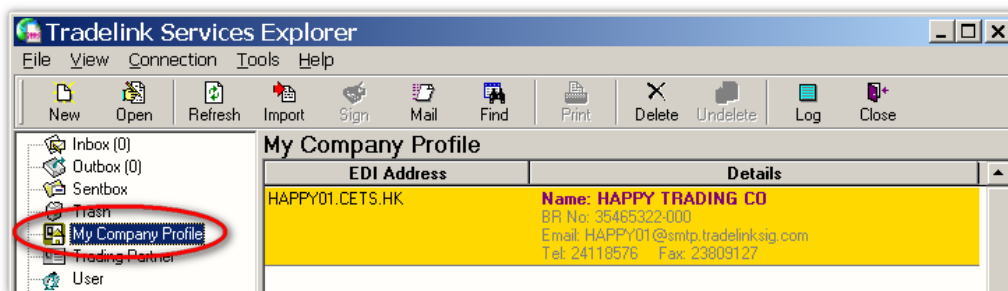 Tradelink Services Explorer
File View Connection Tools Help
New Open Refresh Import Sign Mail Find Print Delete Undelete Log Close
Inbox (0)
Outbox (0)
Sentbox
Trash
My Company Profile
Trading Partner
User
My Company Profile
EDI Address Details
HAPPY01.CETS.HK Name: HAPPY TRADING CO
BR No: 35465322-000
Email: HAPPY01@smtp.tradelinksig.com
Tel: 24118576 Fax: 23809127